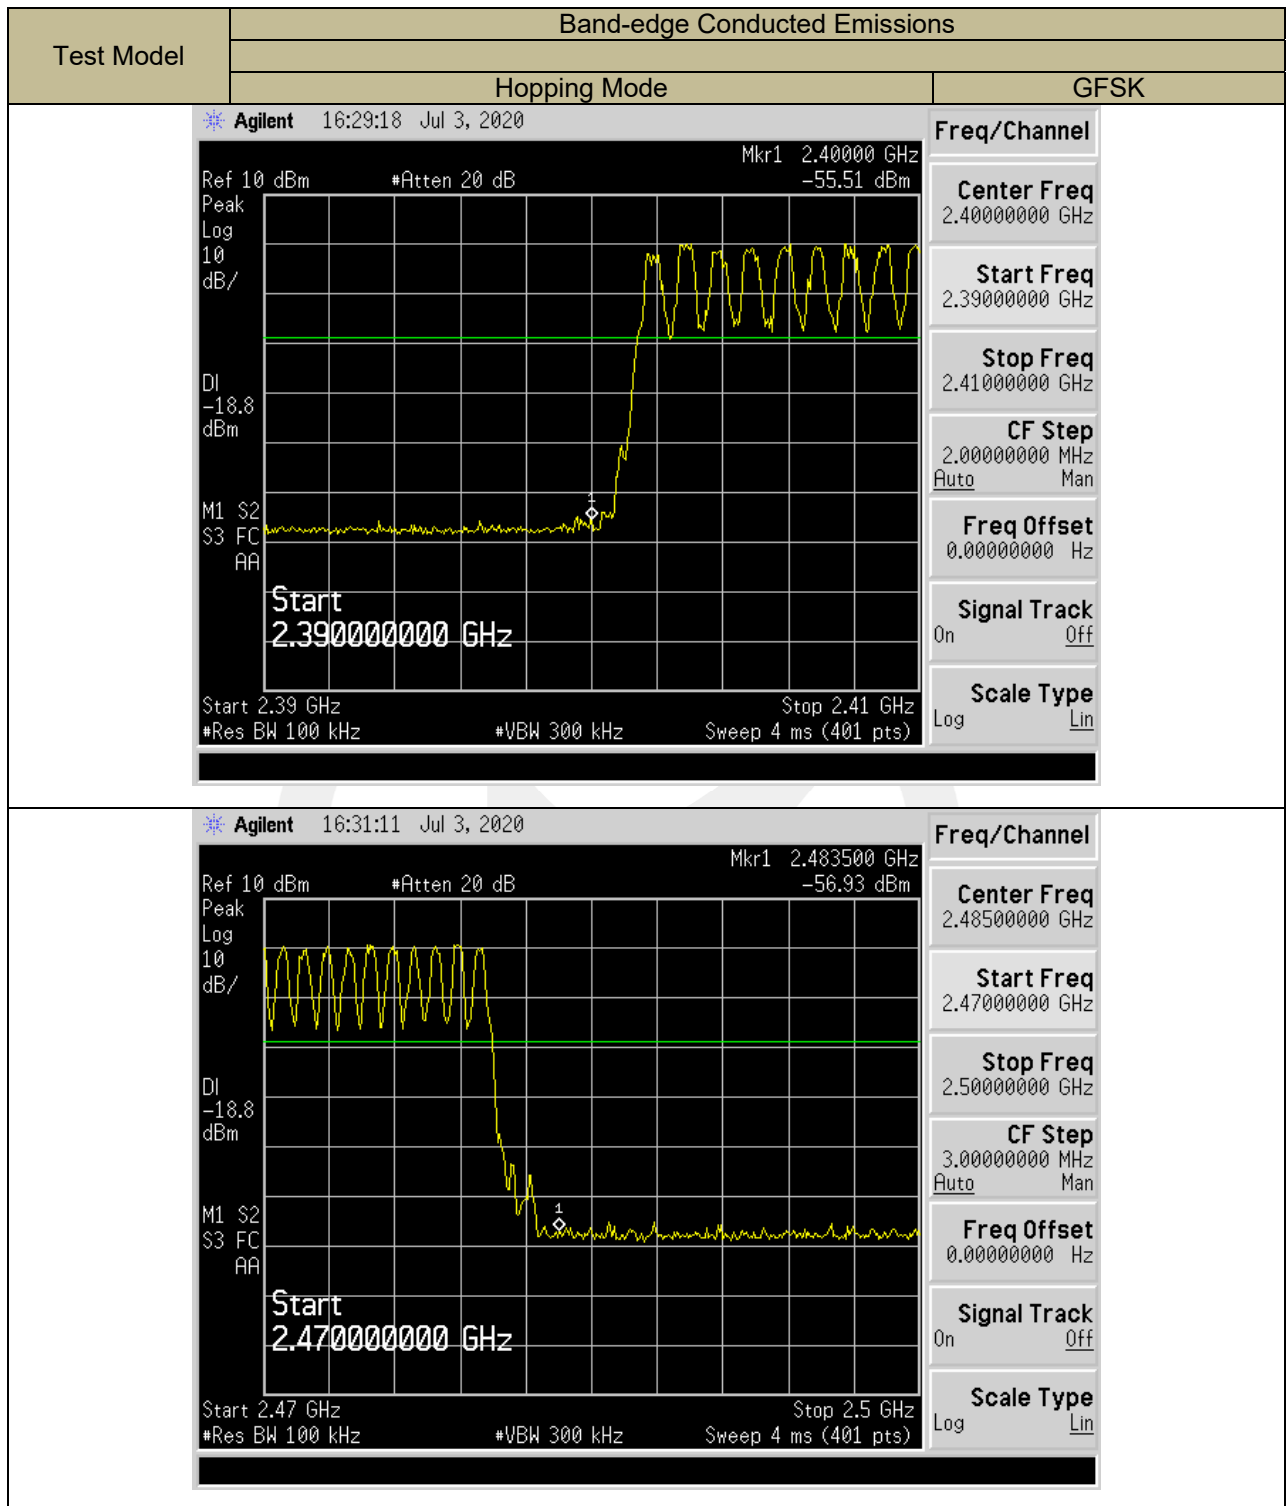 Band-edge Conducted Emissions
Test Model
Hopping Mode
GFSK
Agilent 16:29:18 Jul 3, 2020
Freq/Channel
Mkr1 2.40000 GHz
Ref 10 dBm #Atten 20 dB -55.51 dBm
Peak
Log
10
dB/
DI
-18.8
dBm
M1 S2
S3 FC
AA
1
Start
2.390000000 GHz
Start 2.39 GHz Stop 2.41 GHz
#Res BW 100 kHz #VBW 300 kHz Sweep 4 ms (401 pts)
Center Freq
2.40000000 GHz
Start Freq
2.39000000 GHz
Stop Freq
2.41000000 GHz
CF Step
2.00000000 MHz
Auto Man
Freq Offset
0.00000000 Hz
Signal Track
On Off
Scale Type
Log Lin
Agilent 16:31:11 Jul 3, 2020
Freq/Channel
Mkr1 2.483500 GHz
Ref 10 dBm #Atten 20 dB -56.93 dBm
Peak
Log
10
dB/
DI
-18.8
dBm
M1 S2
S3 FC
AA
1
Start
2.470000000 GHz
Start 2.47 GHz Stop 2.5 GHz
#Res BW 100 kHz #VBW 300 kHz Sweep 4 ms (401 pts)
Center Freq
2.48500000 GHz
Start Freq
2.47000000 GHz
Stop Freq
2.50000000 GHz
CF Step
3.00000000 MHz
Auto Man
Freq Offset
0.00000000 Hz
Signal Track
On Off
Scale Type
Log Lin